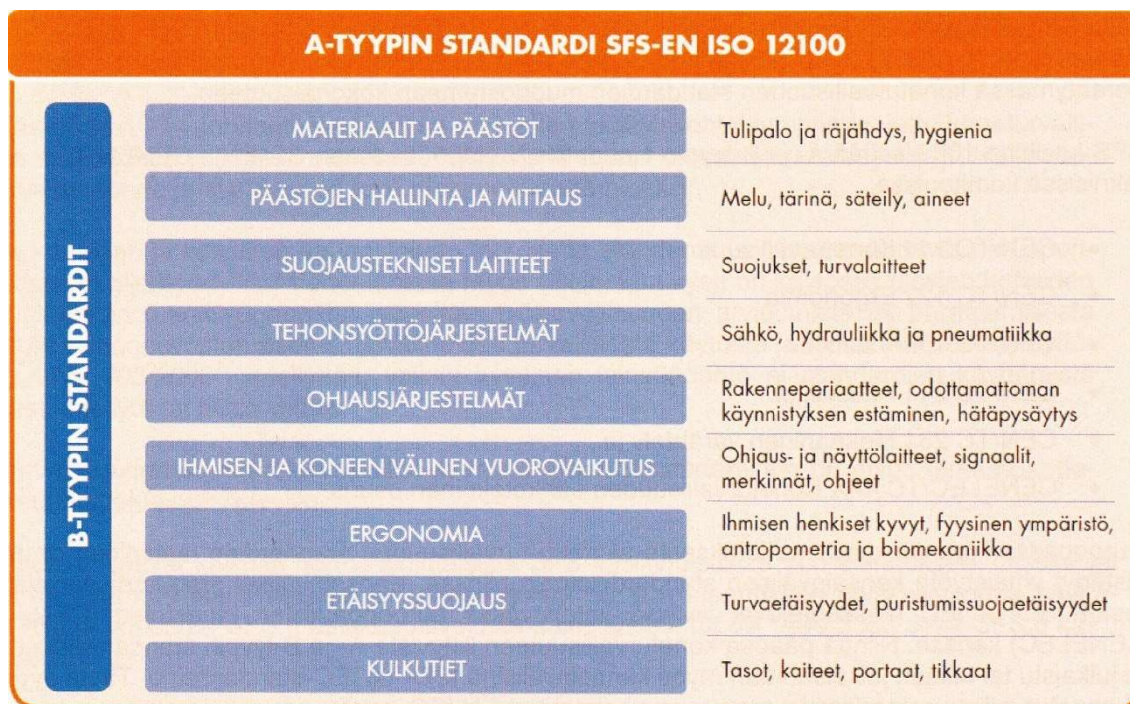 A-TYYPIN STANDARDI SFS-EN ISO 12100
B-TYYPIN STANDARDIT
MATERIAALIT JA PÄÄSTÖT
Tulipalo ja räjähdys, hygienia
PÄÄSTÖJEN HALLINTA JA MITTAUS
Melu, tärinä, säteily, aineet
SUOJAUSTEKNISET LAITTEET
Suojukset, turvalaitteet
TEHONSYÖTTÖJÄRJESTELMÄT
Sähkö, hydrauliikka ja pneumatiikka
OHJAUSJÄRJESTELMÄT
Rakenneperiaatteet, odottamattoman
käynnistyksen estäminen, hätäpysäytys
IHMISEN JA KONEEN VÄLINEN VUOROVAIKUTUS
Ohjaus- ja näyttölaitteet, signaalit,
merkinnät, ohjeet
ERGONOMIA
Ihmisen henkiset kyvyt, fyysinen ympäristö,
antropometria ja biomekaniikka
ETÄISYYSSUOJAUS
Turvaetäisyydet, puristumissuojaetäisyydet
KULKUTIET
Tasot, kaiteet, portaat, tikkaat